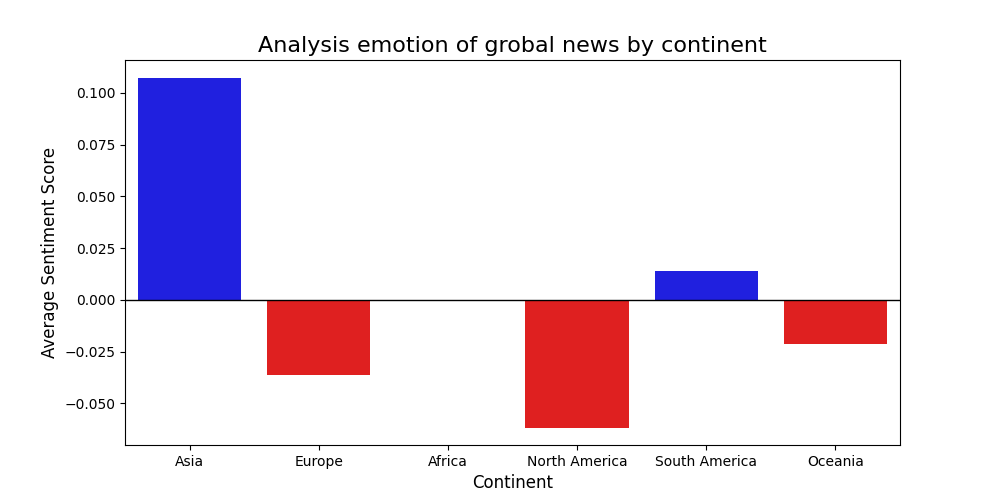 Analysis emotion of grobal news by continent
Average Sentiment Score
0.100
0.075
0.050
0.025
0.000
−0.025
−0.050
Asia Europe Africa North America South America Oceania
Continent